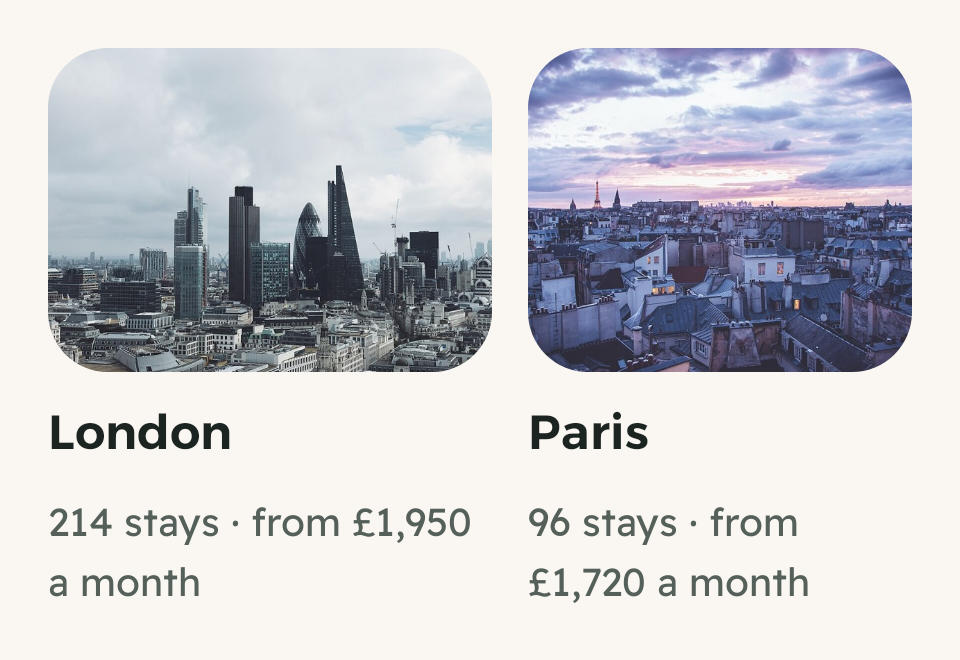 London
214 stays · from £1,950
a month
Paris
96 stays · from
£1,720 a month